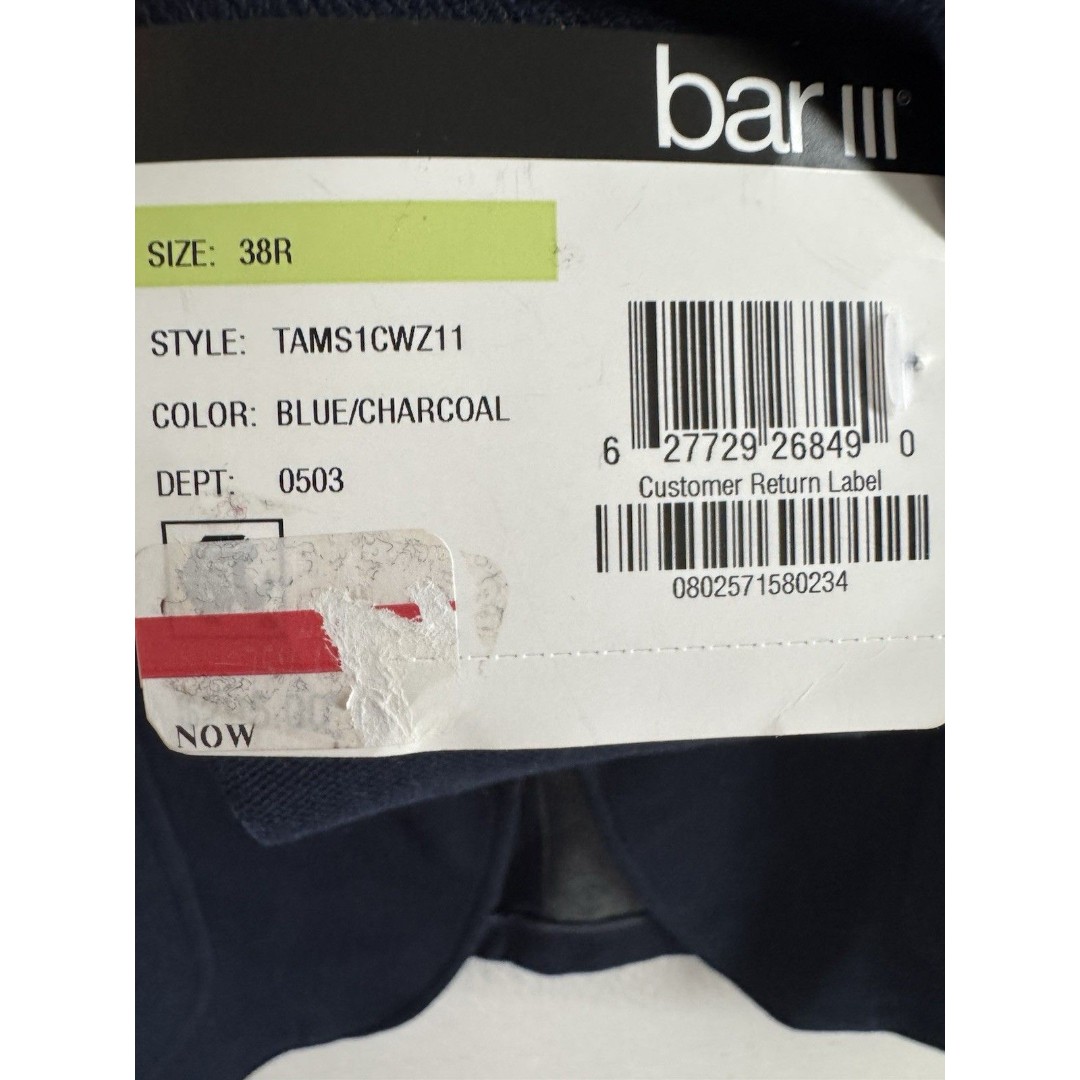 bar III®
SIZE: 38R
STYLE: TAMS1CWZ11
COLOR: BLUE/CHARCOAL
DEPT: 0503
6 27729 26849 0
Customer Return Label
0802571580234
NOW